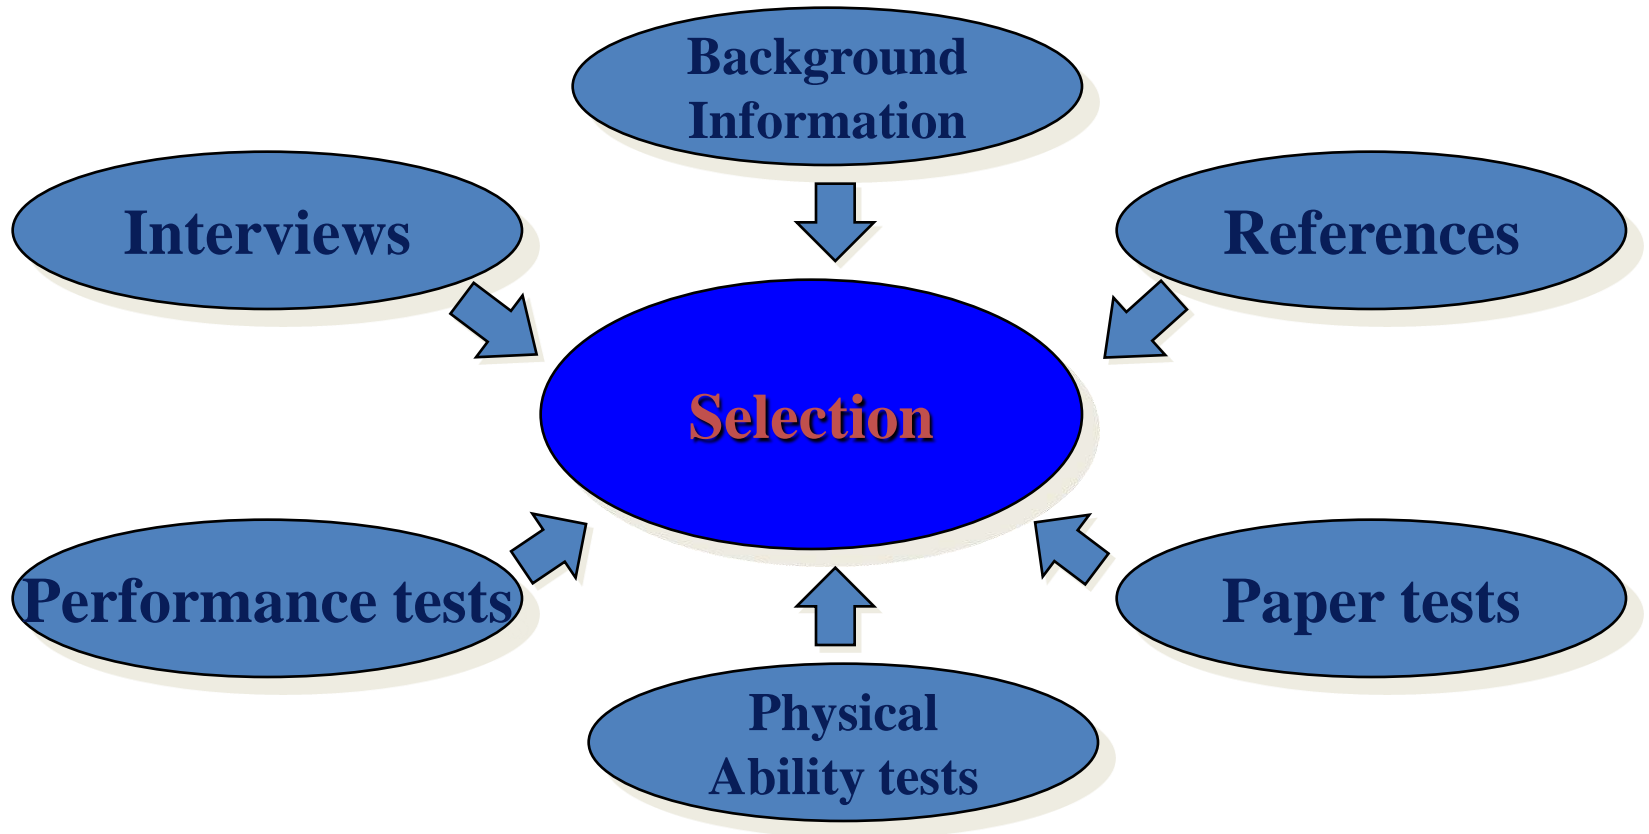 Background
Information
Interviews
References
Selection
Performance tests
Paper tests
Physical
Ability tests